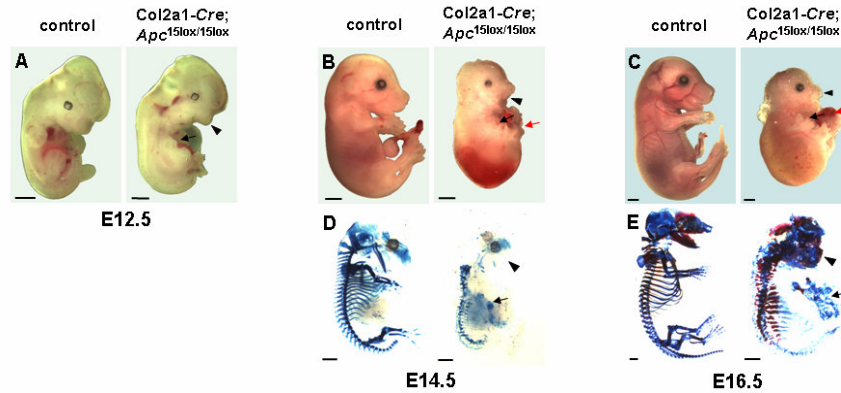 control
Col2a1-Cre;
Apc15lox/15lox
control
Col2a1-Cre;
Apc15lox/15lox
control
Col2a1-Cre;
Apc15lox/15lox
A
B
C
E12.5
D
E
E14.5
E16.5